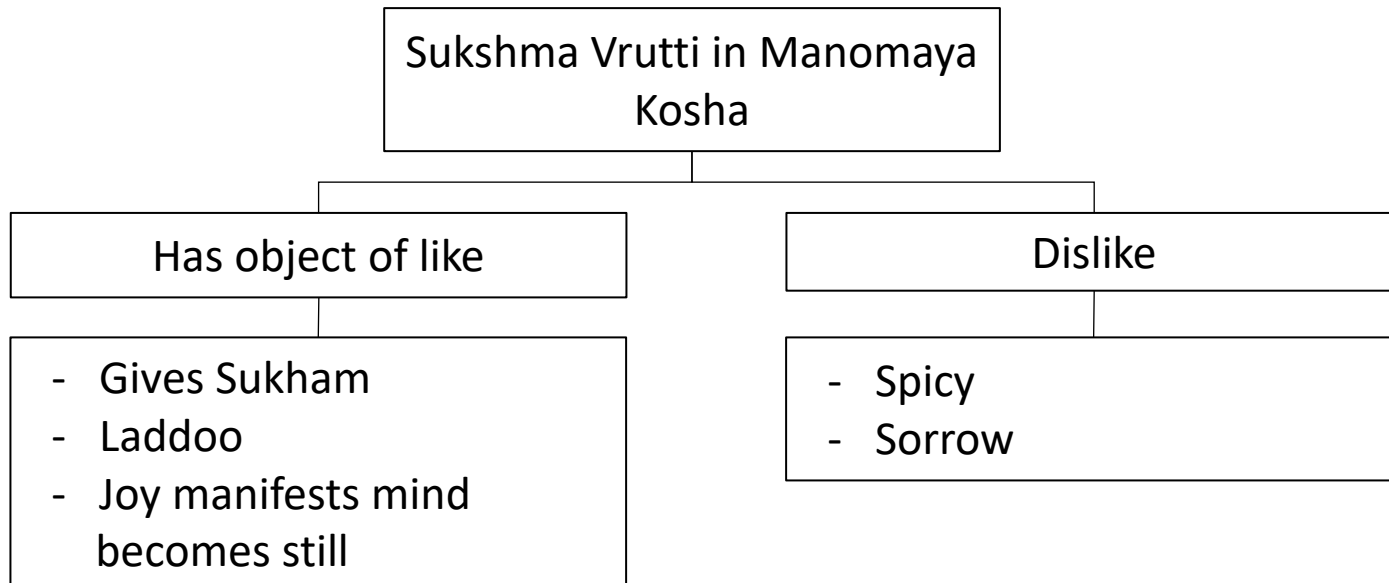 Sukshma Vrutti in Manomaya
Kosha
Has object of like
Dislike
- Gives Sukham
- Laddoo
- Joy manifests mind
becomes still
- Spicy
- Sorrow